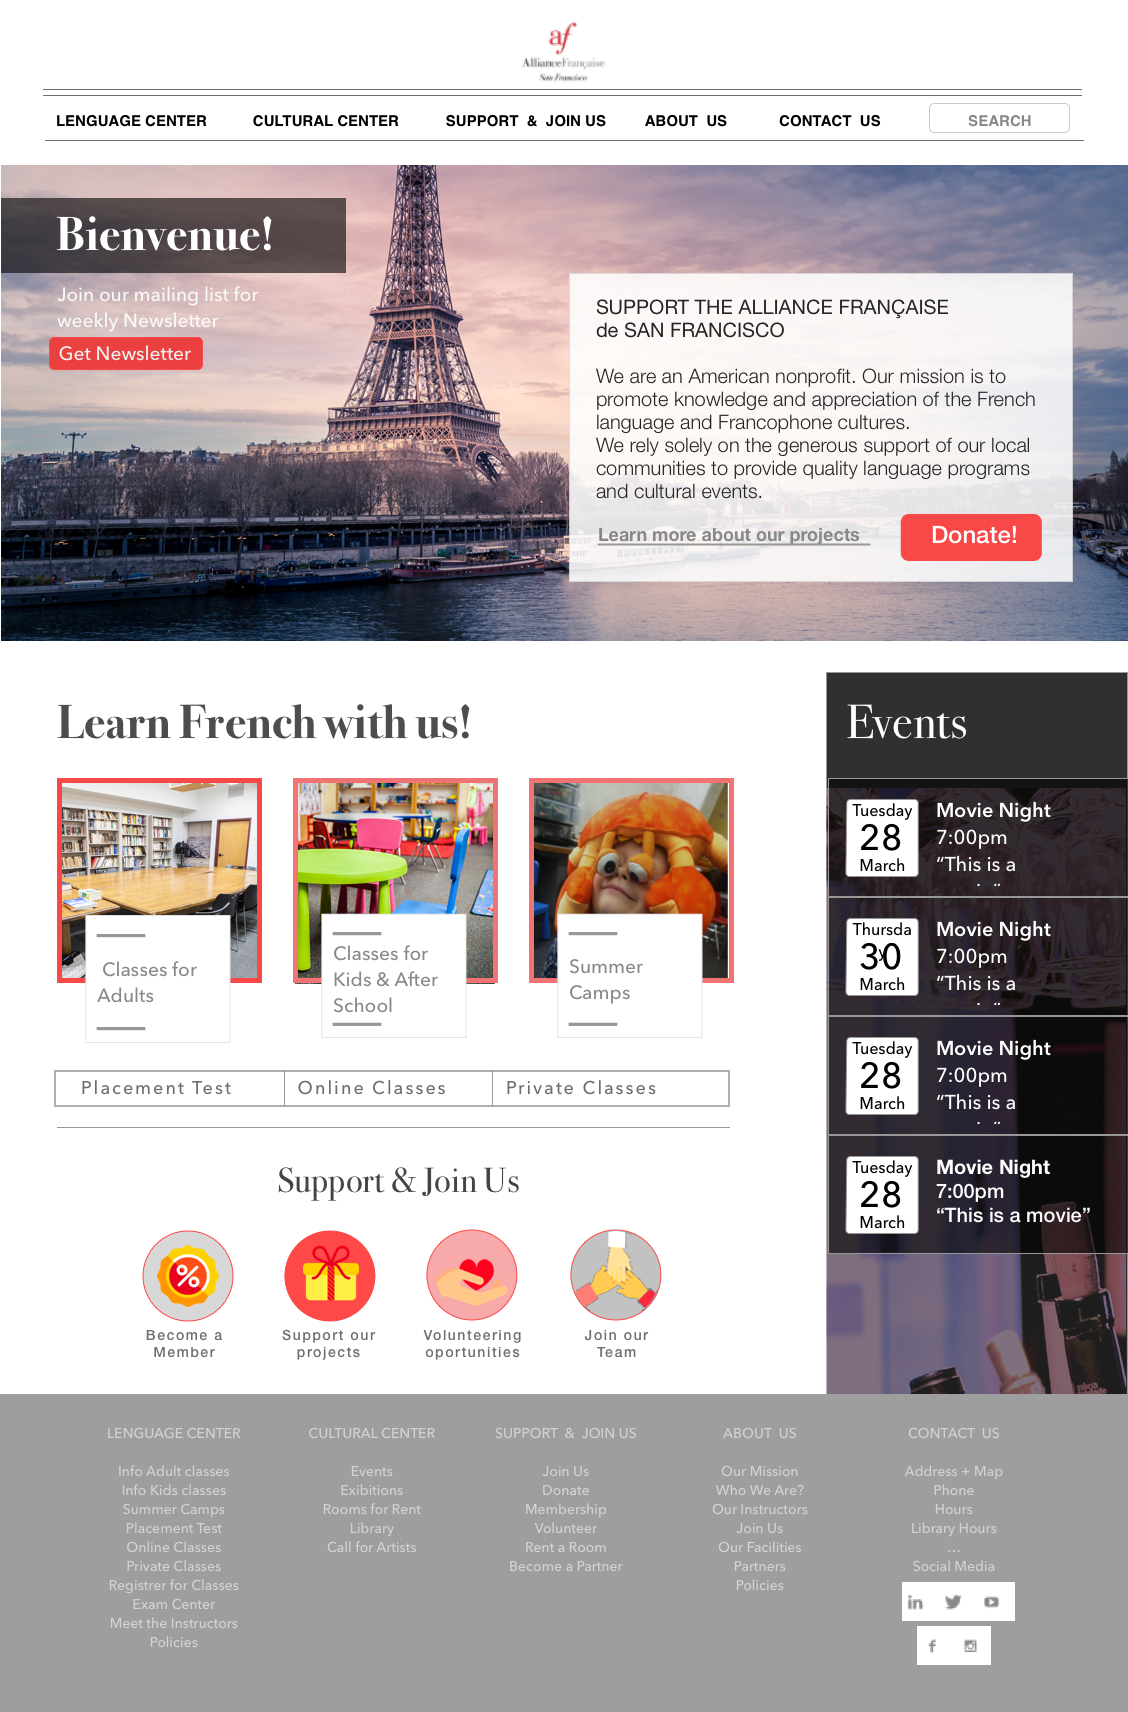 af
AllianceFrançaise
San Francisco
LENGUAGE CENTER
CULTURAL CENTER
SUPPORT & JOIN US
ABOUT US
CONTACT US
SEARCH
Bienvenue!
Join our mailing list for
weekly Newsletter
Get Newsletter
SUPPORT THE ALLIANCE FRANÇAISE
de SAN FRANCISCO
We are an American nonprofit. Our mission is to
promote knowledge and appreciation of the French
language and Francophone cultures.
We rely solely on the generous support of our local
communities to provide quality language programs
and cultural events.
Learn more about our projects
Donate!
Learn French with us!
Classes for
Adults
Classes for
Kids & After
School
Summer
Camps
Placement Test
Online Classes
Private Classes
Support & Join Us
%
Become a
Member
Support our
projects
Volunteering
oportunities
Join our
Team
Events
Tuesday
28
March
Movie Night
7:00pm
“This is a
Thursday
30
March
Movie Night
7:00pm
“This is a
Tuesday
28
March
Movie Night
7:00pm
“This is a
Tuesday
28
March
Movie Night
7:00pm
“This is a movie”
LENGUAGE CENTER
Info Adult classes
Info Kids classes
Summer Camps
Placement Test
Online Classes
Private Classes
Registrer for Classes
Exam Center
Meet the Instructors
Policies
CULTURAL CENTER
Events
Exibitions
Rooms for Rent
Library
Call for Artists
SUPPORT & JOIN US
Join Us
Donate
Membership
Volunteer
Rent a Room
Become a Partner
ABOUT US
Our Mission
Who We Are?
Our Instructors
Join Us
Our Facilities
Partners
Policies
CONTACT US
Address + Map
Phone
Hours
Library Hours
...
Social Media
in
f